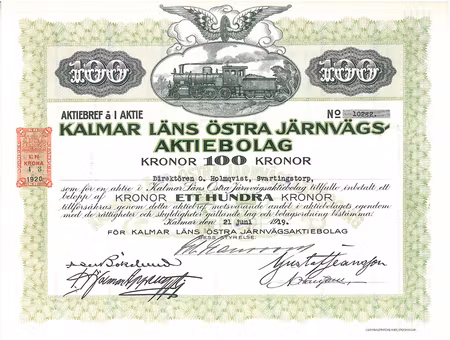 100 100
AKTIEBREF å 1 AKTIE No
KALMAR LÄNS ÖSTRA JÄRNVÄGS-
AKTIEBOLAG
KRONOR 100 KRONOR
Direktören O. Holmqvist, Svartingstorp,
som för en aktie i Kalmar Läns Östra Järnvägsaktiebolag tillfullo inbetalt ett
belopp af KRONOR ETT HUNDRA KRONOR
tillförsäkras genom detta aktiebref motsvarande andel i aktiebolagets egendom
med de rättigheter och skyldigheter gällande lag och bolagsordning bestämma.
Kalmar den 21 juni 1919.
FÖR KALMAR LÄNS ÖSTRA JÄRNVÄGSAKTIEBOLAG
DESS STYRELSE:
EN
KRONA
1920